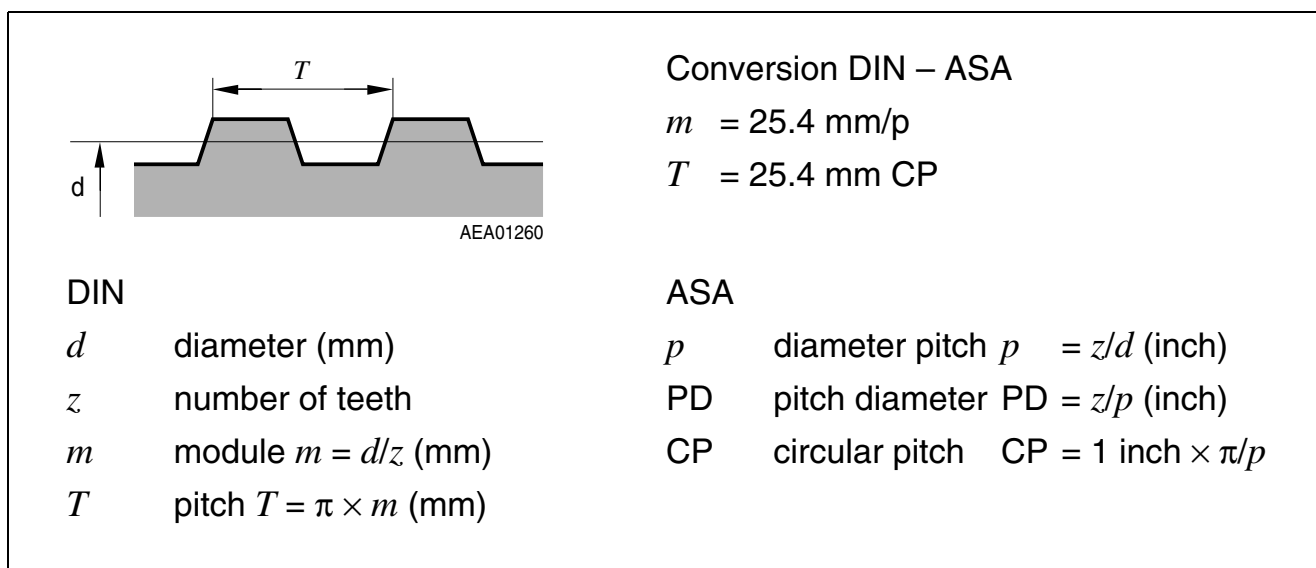 T
d
AEA01260
Conversion DIN – ASA
m = 25.4 mm/p
T = 25.4 mm CP
DIN
d diameter (mm)
z number of teeth
m module m = d/z (mm)
T pitch T = π × m (mm)
ASA
p diameter pitch p = z/d (inch)
PD pitch diameter PD = z/p (inch)
CP circular pitch CP = 1 inch × π/p